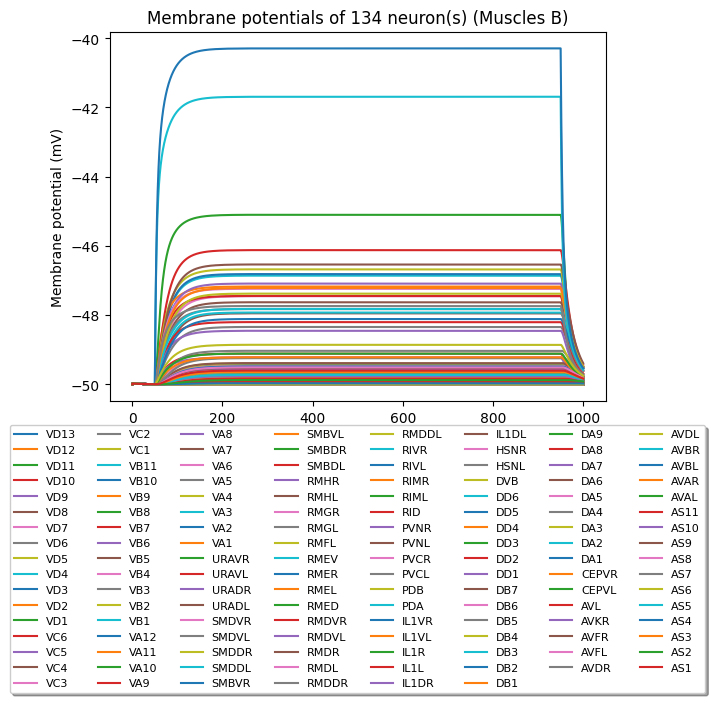 Membrane potentials of 134 neuron(s) (Muscles B)
Membrane potential (mV)
−40
−42
−44
−46
−48
−50
0 200 400 600 800 1000
VD13 VC2 VA8 SMBVL RMDDL IL1DL DA9 AVDL
VD12 VC1 VA7 SMBDR RIVR HSNR DA8 AVBR
VD11 VB11 VA6 SMBDL RIVL HSNL DA7 AVBL
VD10 VB10 VA5 RMHR RIMR DVB DA6 AVAR
VD9 VB9 VA4 RMHL RIML DD6 DA5 AVAL
VD8 VB8 VA3 RMGR RID DD5 DA4 AS11
VD7 VB7 VA2 RMGL PVNR DD4 DA3 AS10
VD6 VB6 VA1 RMFL PVNL DD3 DA2 AS9
VD5 VB5 URAVR RMEV PVCR DD2 DA1 AS8
VD4 VB4 URAVL RMER PVCL DD1 CEPVR AS7
VD3 VB3 URADR RMEL PDB DB7 CEPVL AS6
VD2 VB2 URADL RMED PDA DB6 AVL AS5
VD1 VB1 SMDVR RMDVR IL1VR DB5 AVKR AS4
VC6 VA12 SMDVL RMDVL IL1VL DB4 AVFR AS3
VC5 VA11 SMDDR RMDR IL1R DB3 AVFL AS2
VC4 VA10 SMDDL RMDL IL1L DB2 AVDR AS1
VC3 VA9 SMBVR RMDDR IL1DR DB1